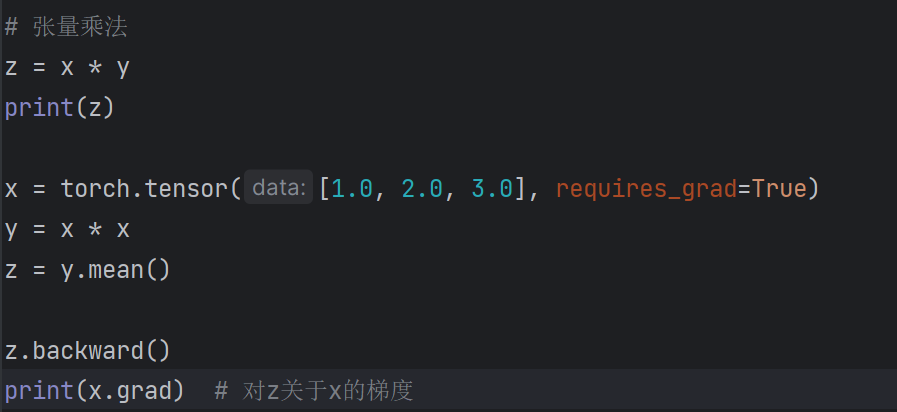 # 张量乘法
z = x * y
print(z)
x = torch.tensor( data: [1.0, 2.0, 3.0], requires_grad=True)
y = x * x
z = y.mean()
z.backward()
print(x.grad)  # 对z关于x的梯度